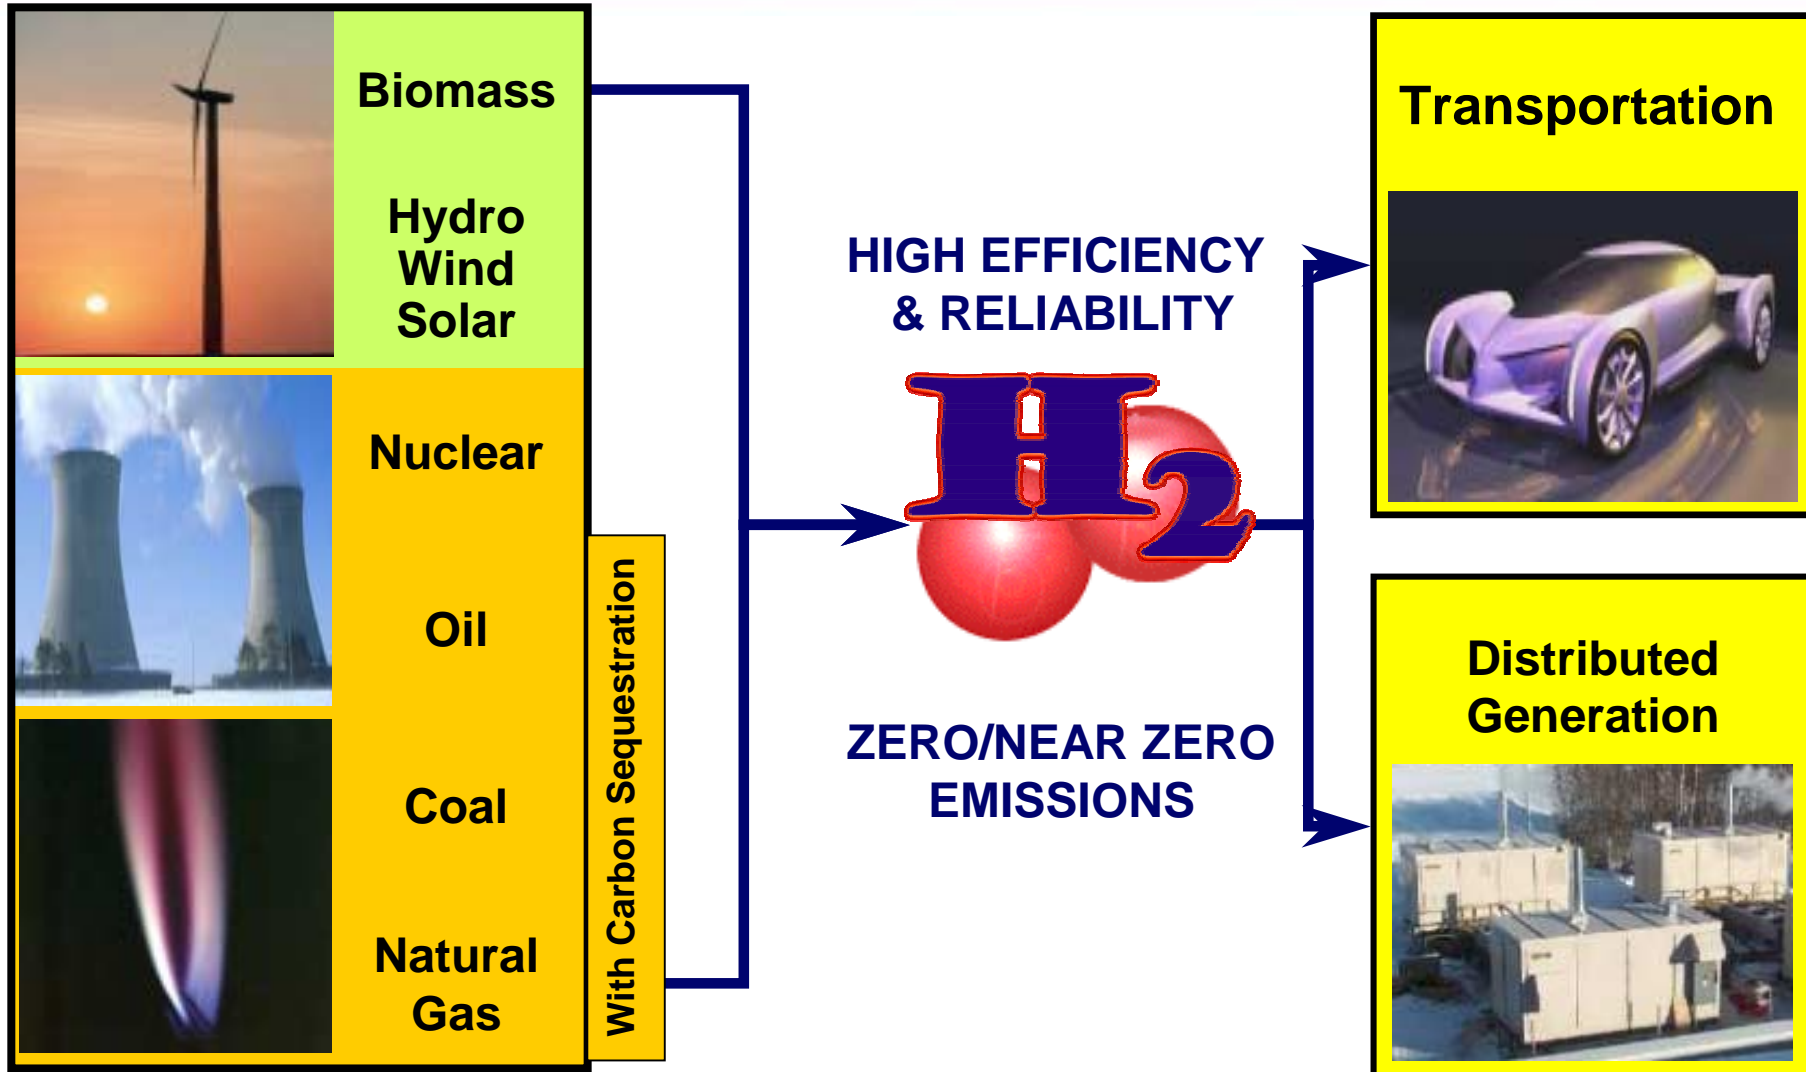 Biomass
Hydro
Wind
Solar
Nuclear
Oil
Coal
Natural
Gas
With Carbon Sequestration
HIGH EFFICIENCY
& RELIABILITY
H2
ZERO/NEAR ZERO
EMISSIONS
Transportation
Distributed
Generation